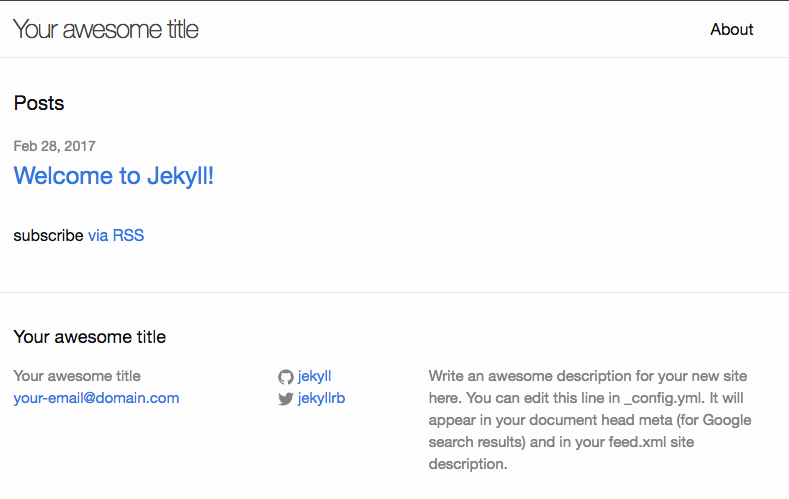 Your awesome title
About
Posts
Feb 28, 2017
Welcome to Jekyll!
subscribe via RSS
Your awesome title
Your awesome title
your-email@domain.com
jekyll
jekyllrb
Write an awesome description for your new site
here. You can edit this line in _config.yml. It will
appear in your document head meta (for Google
search results) and in your feed.xml site
description.